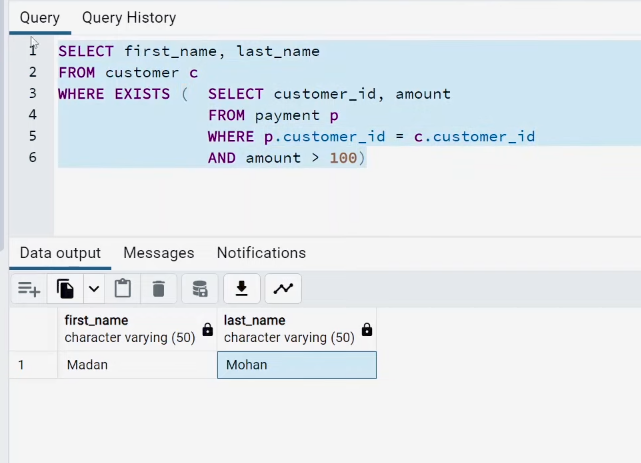 Query Query History
1 SELECT first_name, last_name
2 FROM customer c
3 WHERE EXISTS ( SELECT customer_id, amount
4 FROM payment p
5 WHERE p.customer_id = c.customer_id
6 AND amount > 100)
Data output Messages Notifications
first_name last_name
character varying (50) character varying (50)
1 Madan Mohan